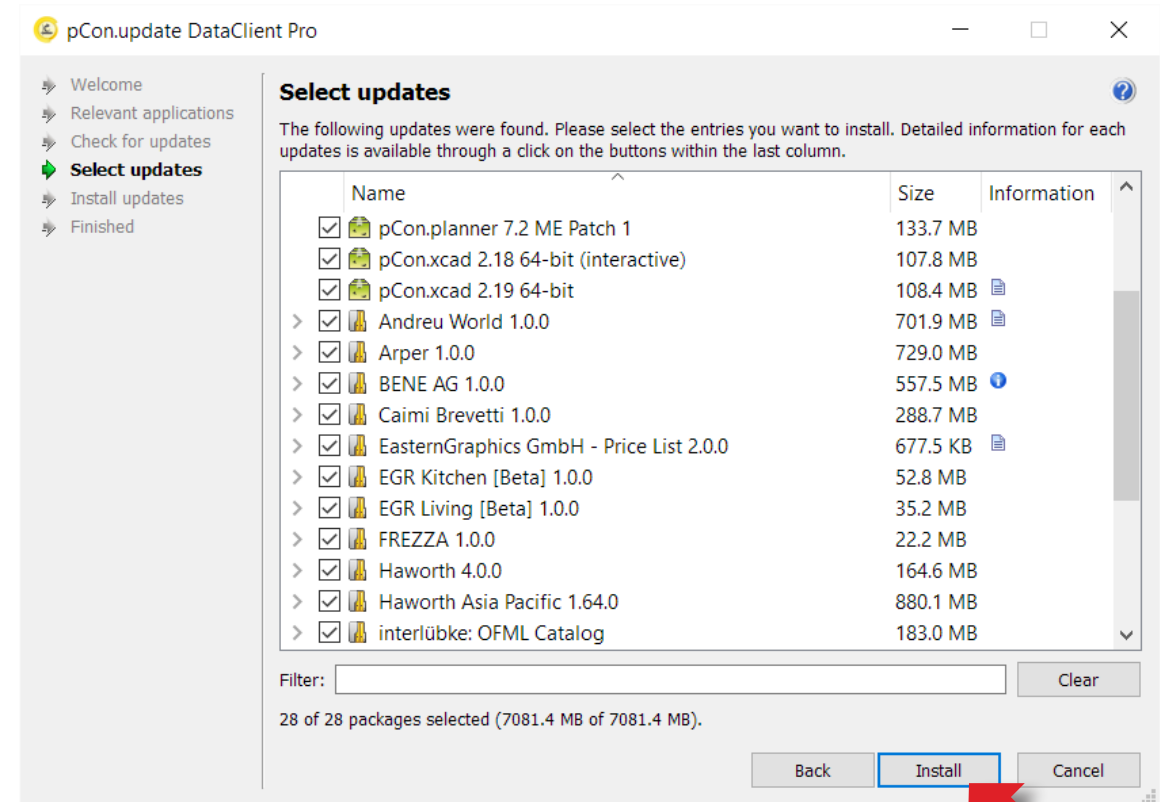 pCon.update DataClient Pro
Welcome
Relevant applications
Check for updates
Select updates
Install updates
Finished
Select updates
The following updates were found. Please select the entries you want to install. Detailed information for each
updates is available through a click on the buttons within the last column.
Name Size Information
pCon.planner 7.2 ME Patch 1 133.7 MB
pCon.xcad 2.18 64-bit (interactive) 107.8 MB
pCon.xcad 2.19 64-bit 108.4 MB
Andreu World 1.0.0 701.9 MB
Arper 1.0.0 729.0 MB
BENE AG 1.0.0 557.5 MB
Caimi Brevetti 1.0.0 288.7 MB
EasternGraphics GmbH - Price List 2.0.0 677.5 KB
EGR Kitchen [Beta] 1.0.0 52.8 MB
EGR Living [Beta] 1.0.0 35.2 MB
FREZZA 1.0.0 22.2 MB
Haworth 4.0.0 164.6 MB
Haworth Asia Pacific 1.64.0 880.1 MB
interlübke: OFML Catalog 183.0 MB
Filter: Clear
28 of 28 packages selected (7081.4 MB of 7081.4 MB).
Back Install Cancel